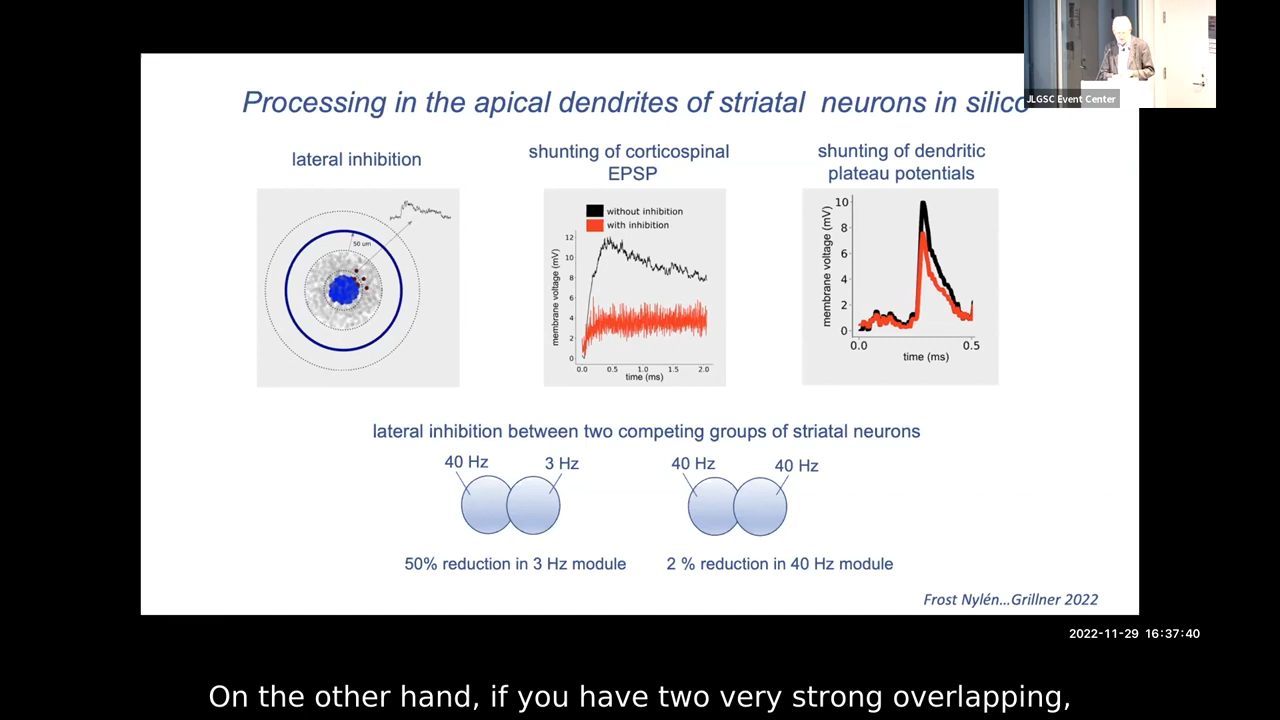 JLGSC Event Center
Processing in the apical dendrites of striatal neurons in silico
lateral inhibition
50 um
shunting of corticospinal
EPSP
without inhibition
with inhibition
membrane voltage (mV)
12
10
8
6
4
2
0
0.0 0.5 1.0 1.5 2.0
time (ms)
shunting of dendritic
plateau potentials
membrane voltage (mV)
10
8
6
4
2
0
0.0 0.5
time (ms)
lateral inhibition between two competing groups of striatal neurons
40 Hz 3 Hz
50% reduction in 3 Hz module
40 Hz 40 Hz
2 % reduction in 40 Hz module
Frost Nylén...Grillner 2022
2022-11-29 16:37:40
On the other hand, if you have two very strong overlapping,